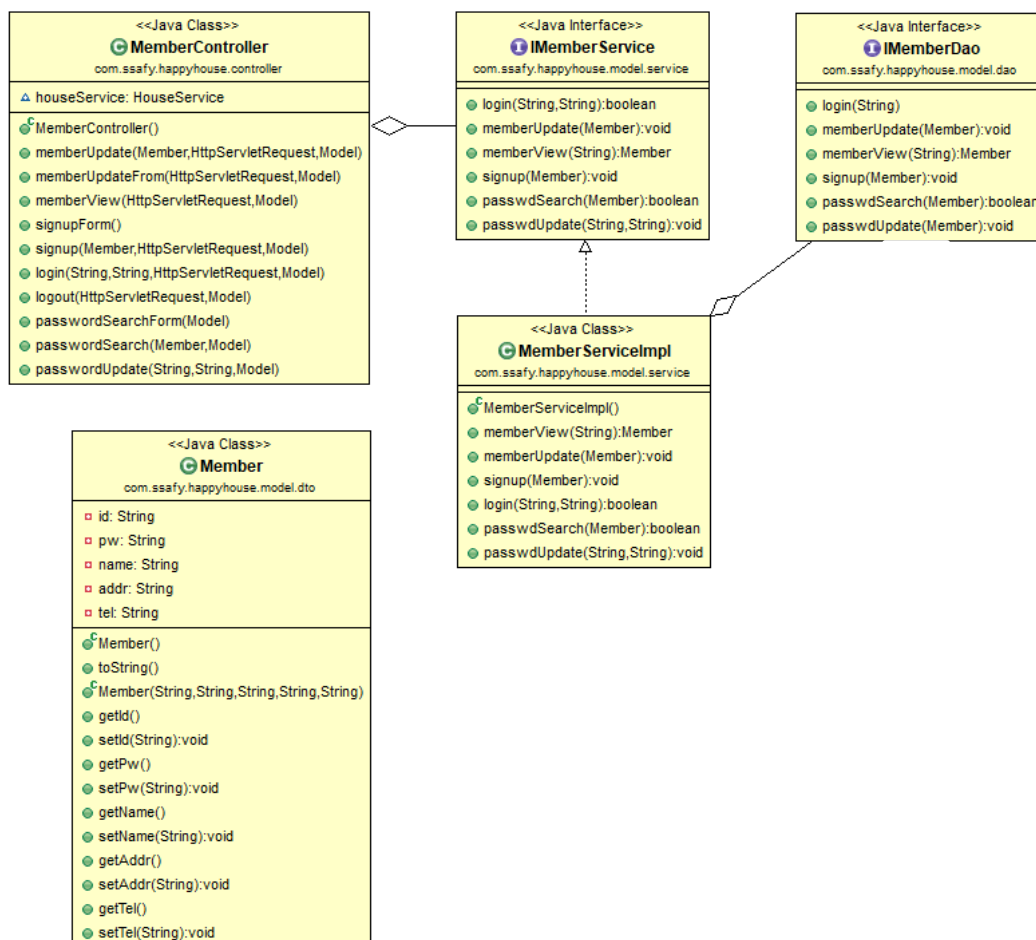 <<Java Class>>
MemberController
com.ssafy.happyhouse.controller
houseService: HouseService
MemberController()
memberUpdate(Member,HttpServletRequest,Model)
memberUpdateFrom(HttpServletRequest,Model)
memberView(HttpServletRequest,Model)
signupForm()
signup(Member,HttpServletRequest,Model)
login(String,String,HttpServletRequest,Model)
logout(HttpServletRequest,Model)
passwordSearchForm(Model)
passwordSearch(Member,Model)
passwordUpdate(String,String,Model)
<<Java Interface>>
IMemberService
com.ssafy.happyhouse.model.service
login(String,String):boolean
memberUpdate(Member):void
memberView(String):Member
signup(Member):void
passwdSearch(Member):boolean
passwdUpdate(String,String):void
<<Java Interface>>
IMemberDao
com.ssafy.happyhouse.model.dao
login(String)
memberUpdate(Member):void
memberView(String):Member
signup(Member):void
passwdSearch(Member):boolean
passwdUpdate(Member):void
<<Java Class>>
MemberServiceImpl
com.ssafy.happyhouse.model.service
MemberServiceImpl()
memberView(String):Member
memberUpdate(Member):void
signup(Member):void
login(String,String):boolean
passwdSearch(Member):boolean
passwdUpdate(String,String):void
<<Java Class>>
Member
com.ssafy.happyhouse.model.dto
id: String
pw: String
name: String
addr: String
tel: String
Member()
toString()
Member(String,String,String,String,String)
getId()
setId(String):void
getPw()
setPw(String):void
getName()
setName(String):void
getAddr()
setAddr(String):void
getTel()
setTel(String):void